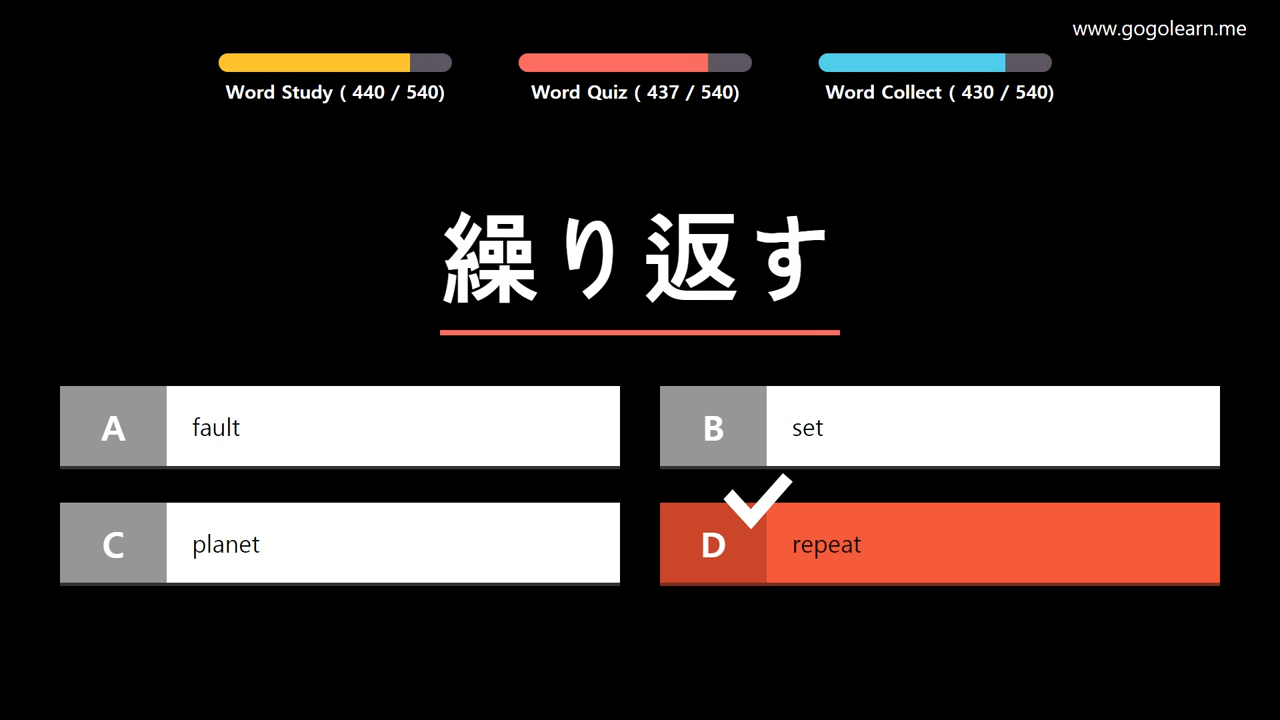 www.gogolearn.me
Word Study ( 440 / 540)
Word Quiz ( 437 / 540)
Word Collect ( 430 / 540)
繰り返す
A fault
B set
C planet
D repeat